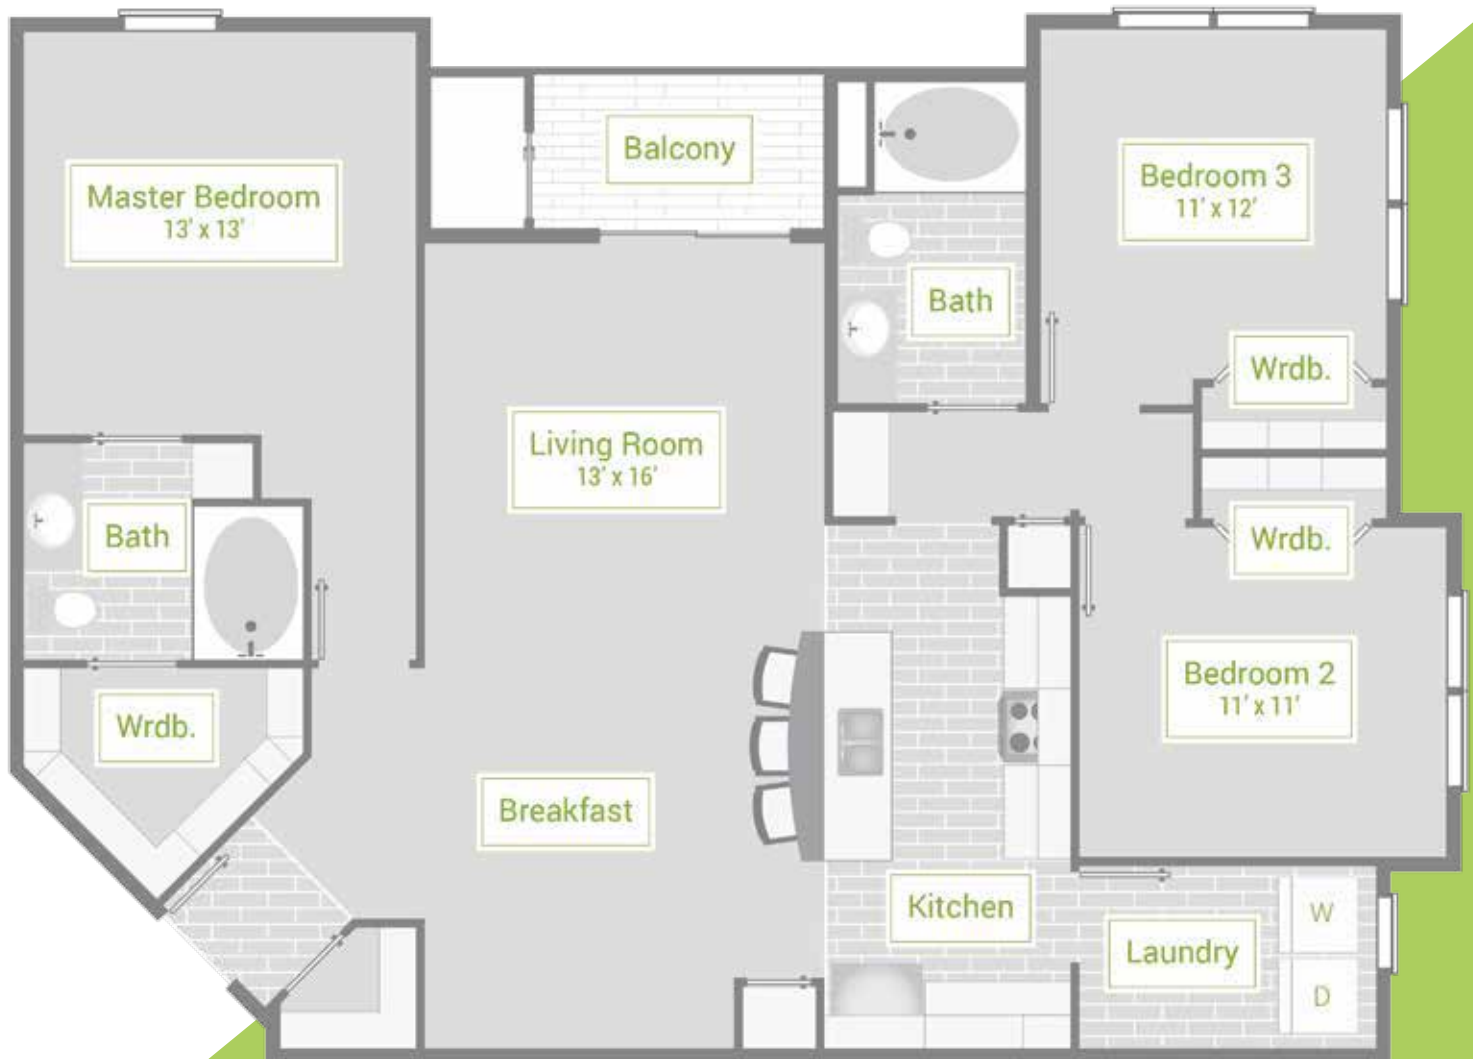 Balcony
Master Bedroom
13' x 13'
Bedroom 3
11' x 12'
Bath
Wrdb.
Living Room
13' x 16'
Bath
Wrdb.
Bedroom 2
11' x 11'
Wrdb.
Breakfast
Kitchen
W
Laundry
D